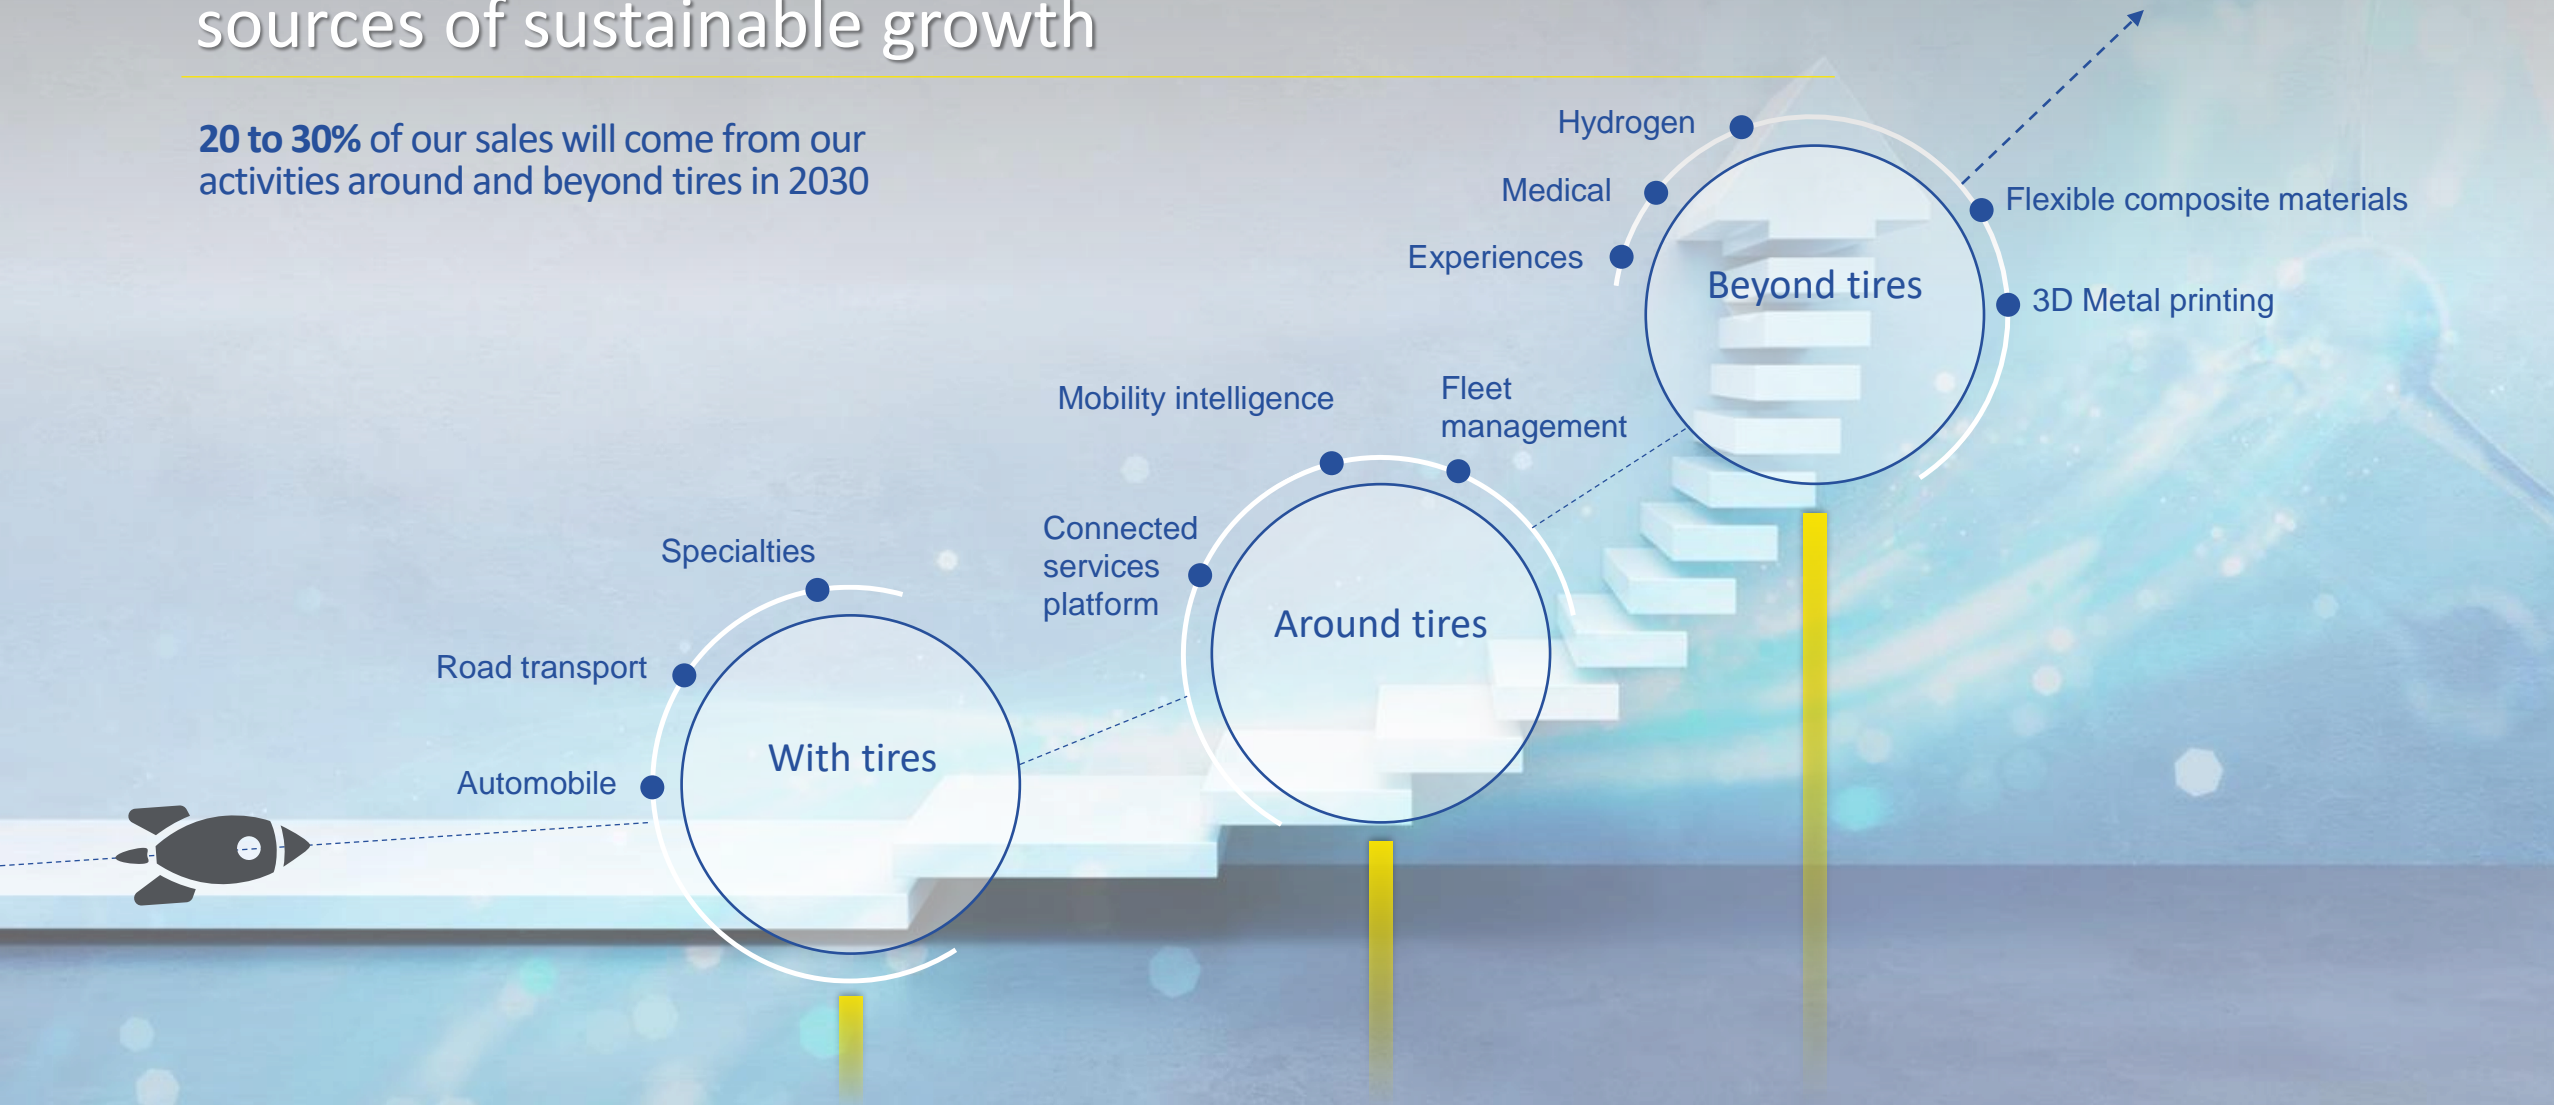 sources of sustainable growth
20 to 30% of our sales will come from our
activities around and beyond tires in 2030
Hydrogen
Medical
Experiences
Beyond tires
Flexible composite materials
3D Metal printing
Mobility intelligence
Fleet
management
Connected
services
platform
Around tires
Specialties
Road transport
Automobile
With tires